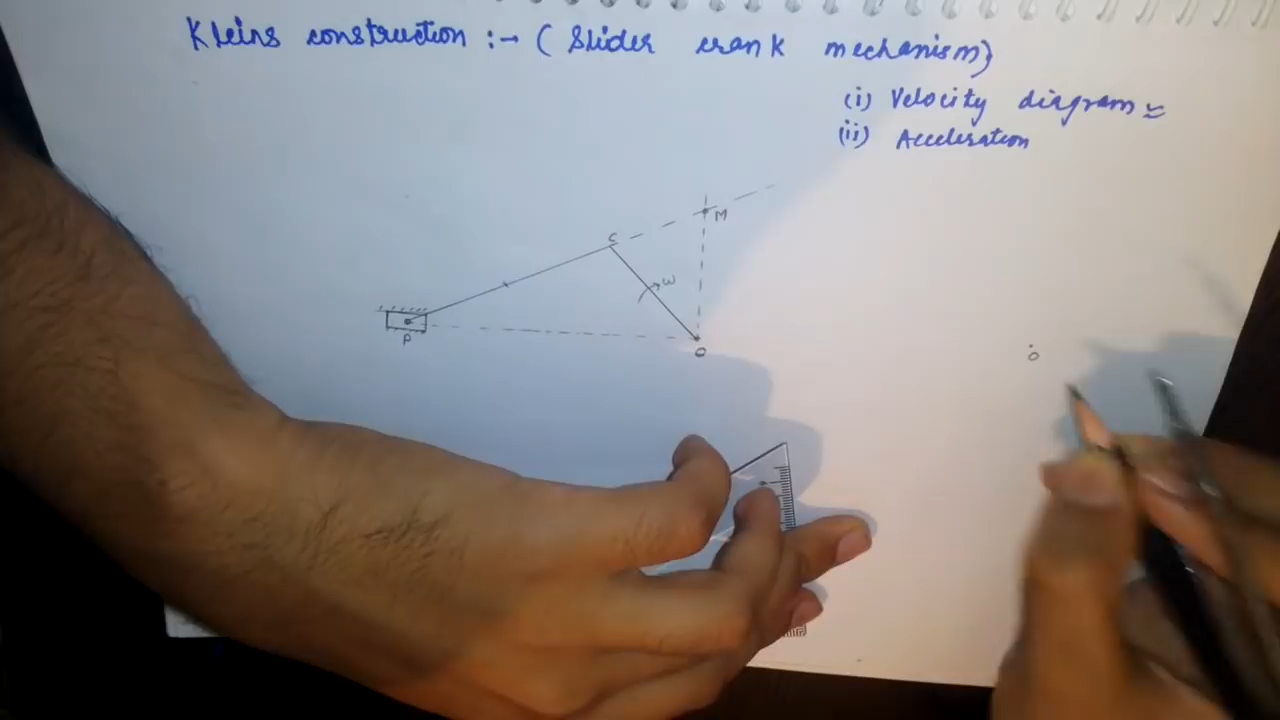 Kleins construction :- (Slider crank mechanism)
(i) Velocity diagram
(ii) Acceleration
M
C
ω
P
O
o